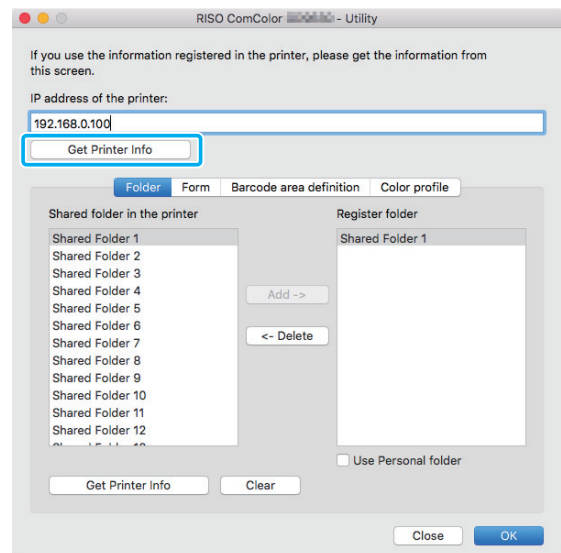 RISO ComColor - Utility
If you use the information registered in the printer, please get the information from
this screen.
IP address of the printer:
192.168.0.100
Get Printer Info
Folder Form Barcode area definition Color profile
Shared folder in the printer
Register folder
Shared Folder 1
Shared Folder 1
Shared Folder 2
Shared Folder 3
Shared Folder 4
Add ->
Shared Folder 5
Shared Folder 6
<- Delete
Shared Folder 7
Shared Folder 8
Shared Folder 9
Shared Folder 10
Shared Folder 11
Shared Folder 12
Use Personal folder
Get Printer Info
Clear
Close
OK